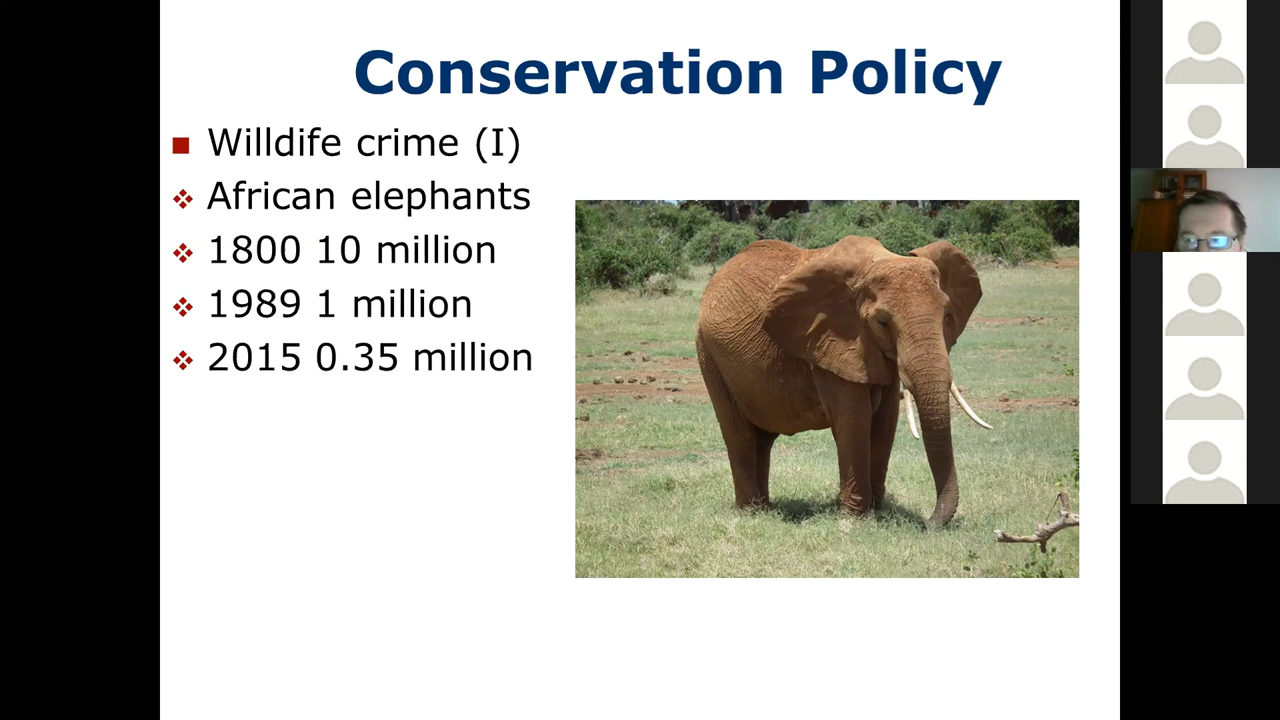 Conservation Policy
Willdife crime (I)
African elephants
1800 10 million
1989 1 million
2015 0.35 million